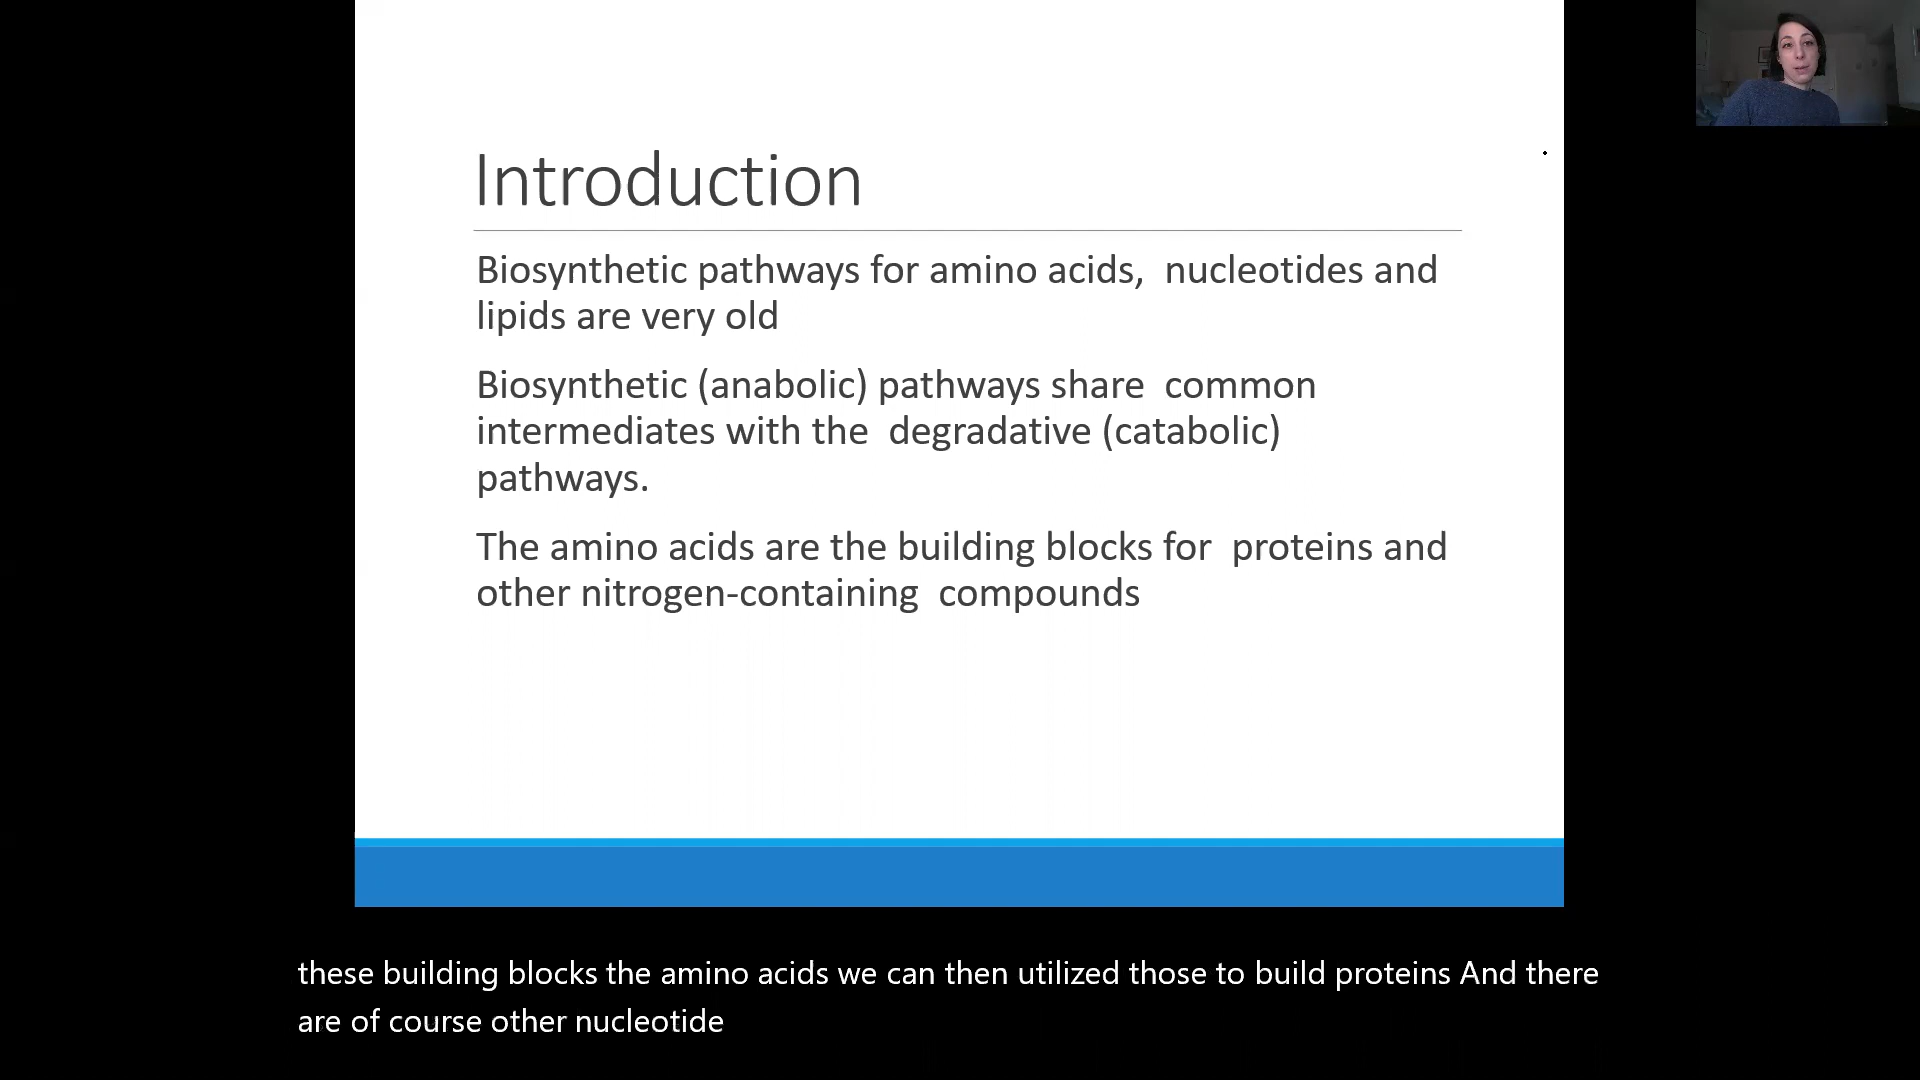 Introduction
Biosynthetic pathways for amino acids,  nucleotides and
lipids are very old
Biosynthetic (anabolic) pathways share  common
intermediates with the  degradative (catabolic)
pathways.
The amino acids are the building blocks for  proteins and
other nitrogen-containing  compounds
these building blocks the amino acids we can then utilized those to build proteins And there
are of course other nucleotide